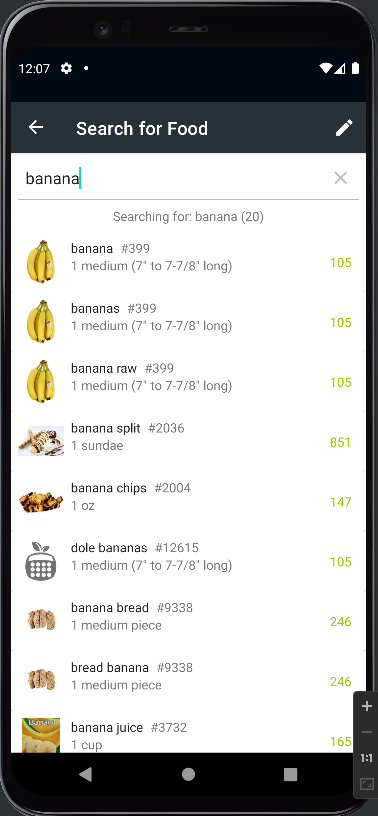 12:07
Search for Food
banana
Searching for: banana (20)
banana #399
1 medium (7" to 7-7/8" long)
105
bananas #399
1 medium (7" to 7-7/8" long)
105
banana raw #399
1 medium (7" to 7-7/8" long)
105
banana split #2036
1 sundae
851
banana chips #2004
1 oz
147
dole bananas #12615
1 medium (7" to 7-7/8" long)
105
banana bread #9338
1 medium piece
246
bread banana #9338
1 medium piece
246
Banana
banana juice #3732
1 cup
165
1:1